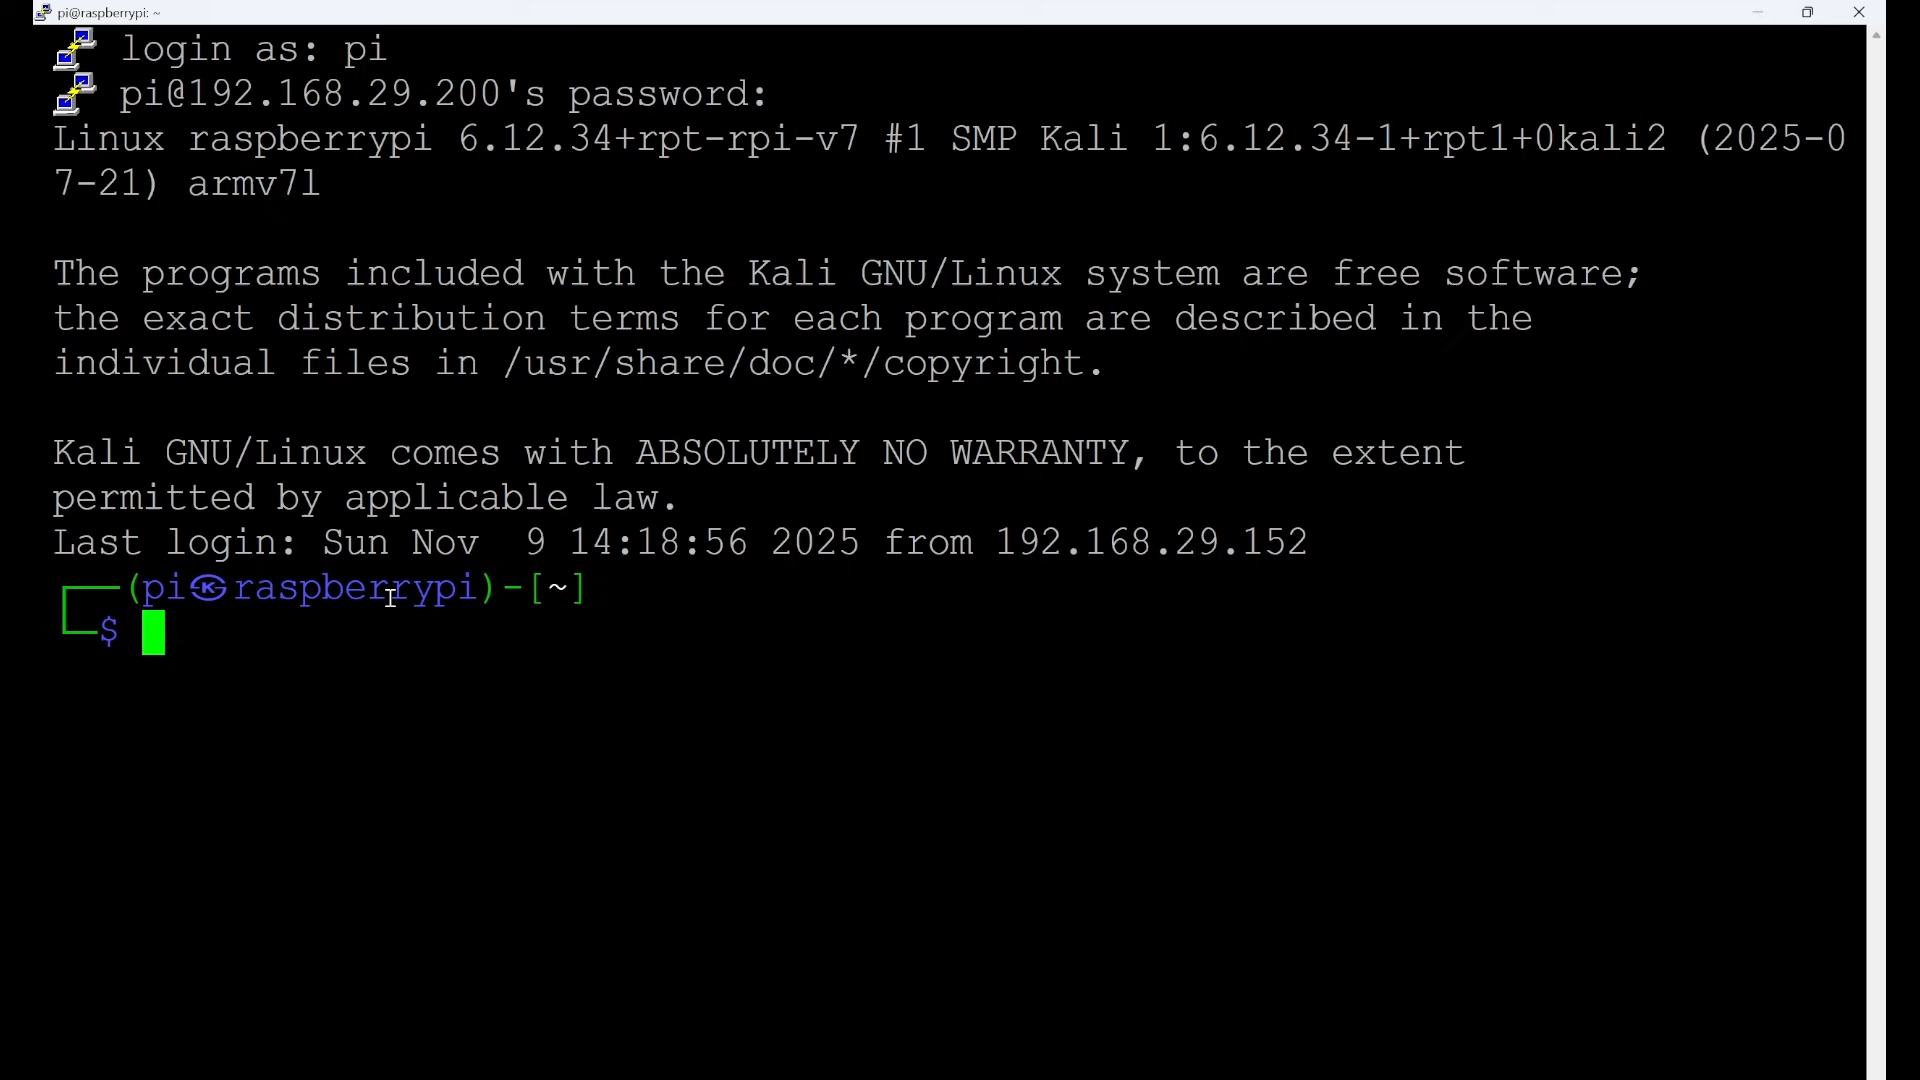 pi@raspberrypi: ~
login as: pi
pi@192.168.29.200's password:
Linux raspberrypi 6.12.34+rpt-rpi-v7 #1 SMP Kali 1:6.12.34-1+rpt1+0kali2 (2025-0
7-21) armv7l
The programs included with the Kali GNU/Linux system are free software;
the exact distribution terms for each program are described in the
individual files in /usr/share/doc/*/copyright.
Kali GNU/Linux comes with ABSOLUTELY NO WARRANTY, to the extent
permitted by applicable law.
Last login: Sun Nov  9 14:18:56 2025 from 192.168.29.152
┌──(pi㉿raspberrypi)-[~]
└─$